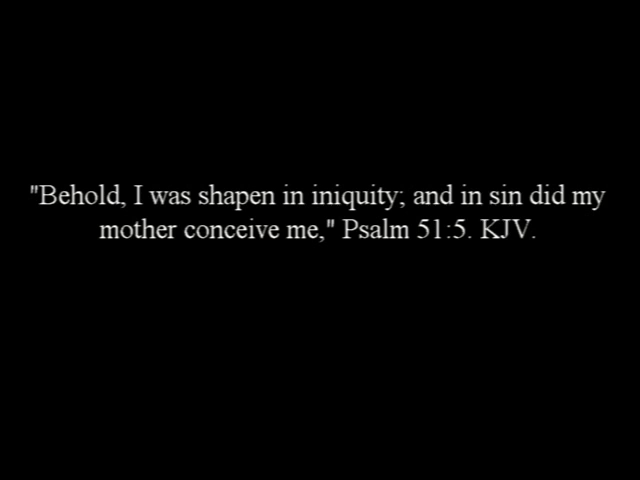 "Behold, I was shapen in iniquity; and in sin did my
mother conceive me," Psalm 51:5. KJV.